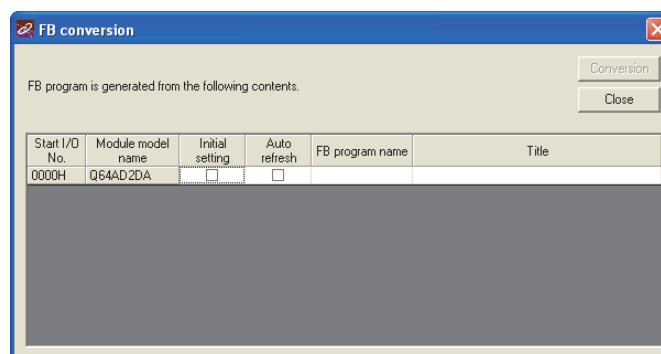 FB conversion
FB program is generated from the following contents.
Conversion
Close
Start I/O No.
Module model name
Initial setting
Auto refresh
FB program name
Title
0000H
Q64AD2DA